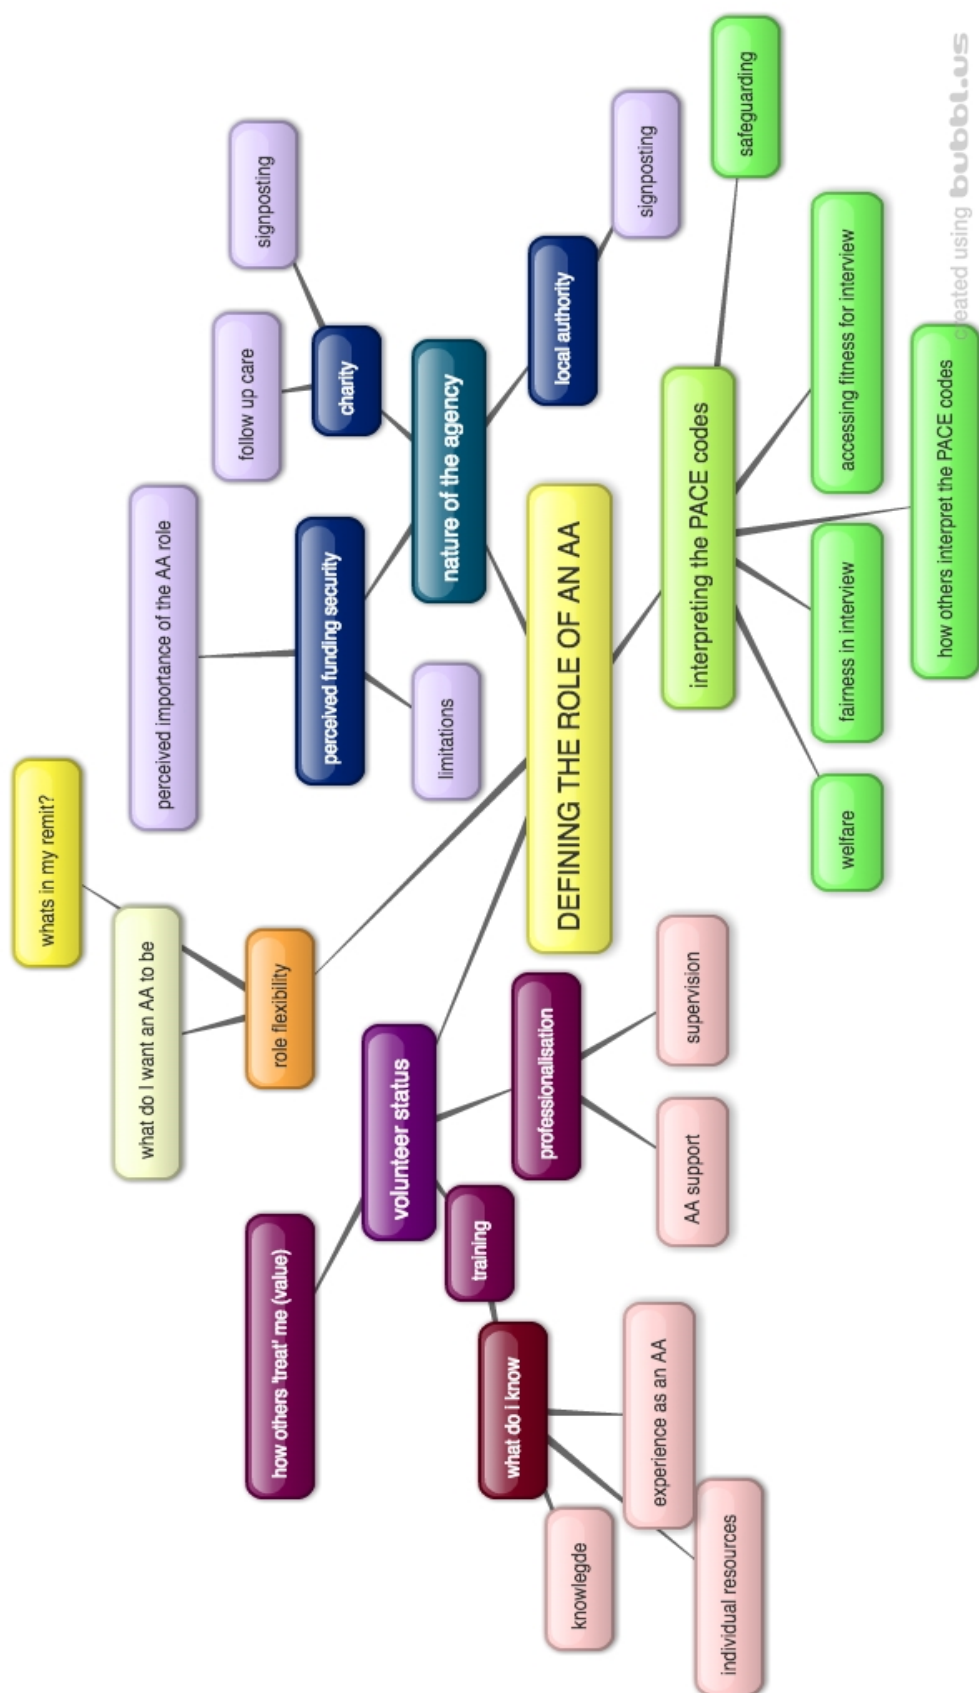 whats in my remit?
what do I want an AA to be
role flexibility
perceived importance of the AA role
follow up care
signposting
perceived funding security
charity
limitations
nature of the agency
local authority
signposting
how others 'treat' me (value)
volunteer status
training
professionalisation
what do i know
knowlegde
experience as an AA
individual resources
AA support
supervision
DEFINING THE ROLE OF AN AA
interpreting the PACE codes
safeguarding
welfare
fairness in interview
accessing fitness for interview
how others interpret the PACE codes
created using bubbl.us